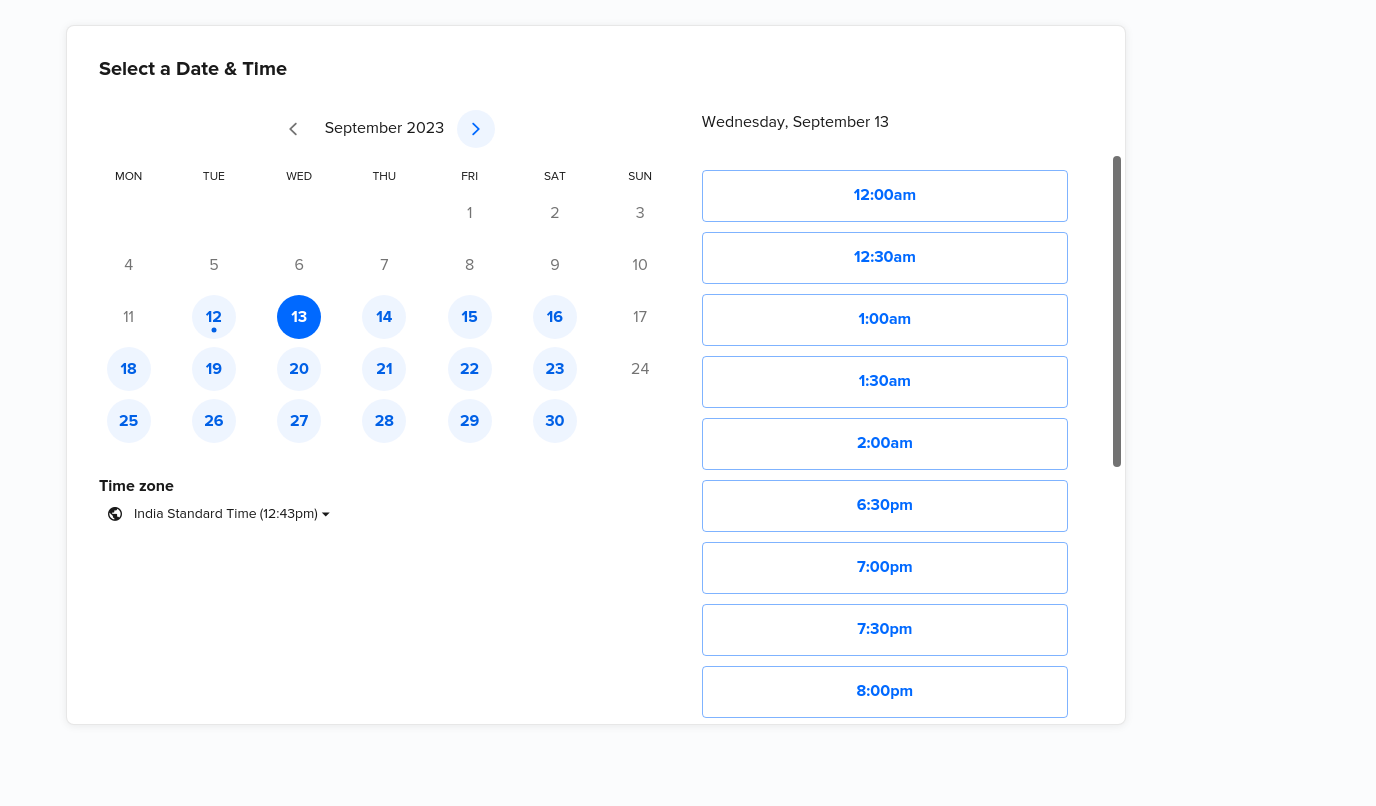 Select a Date & Time
September 2023
MON TUE WED THU FRI SAT SUN
1 2 3
4 5 6 7 8 9 10
11 12 13 14 15 16 17
18 19 20 21 22 23 24
25 26 27 28 29 30
Time zone
India Standard Time (12:43pm)
Wednesday, September 13
12:00am
12:30am
1:00am
1:30am
2:00am
6:30pm
7:00pm
7:30pm
8:00pm